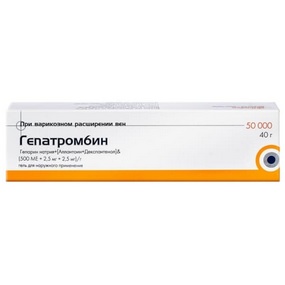 При варикозном расширении вен
50 000
Гепатромбин
40 г
Гепарин натрия+[Аллантоин+Декспантенол]&
(500 МЕ + 2,5 мг + 2,5 мг)/г
гель для наружного применения